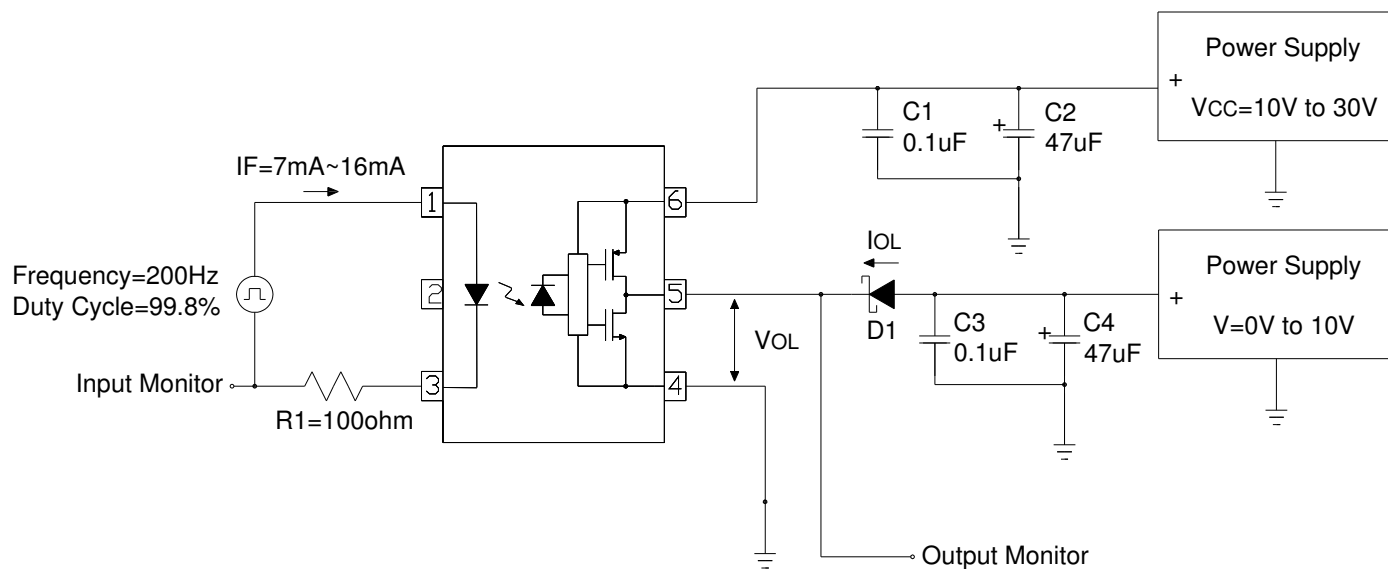 Power Supply
+
VCC=10V to 30V
C1
0.1uF
C2
+
47uF
IF=7mA~16mA
1
6
Frequency=200Hz
Duty Cycle=99.8%
2
5
IOL
D1
VOL
C3
0.1uF
C4
+
47uF
Power Supply
+
V=0V to 10V
Input Monitor
3
4
R1=100ohm
Output Monitor